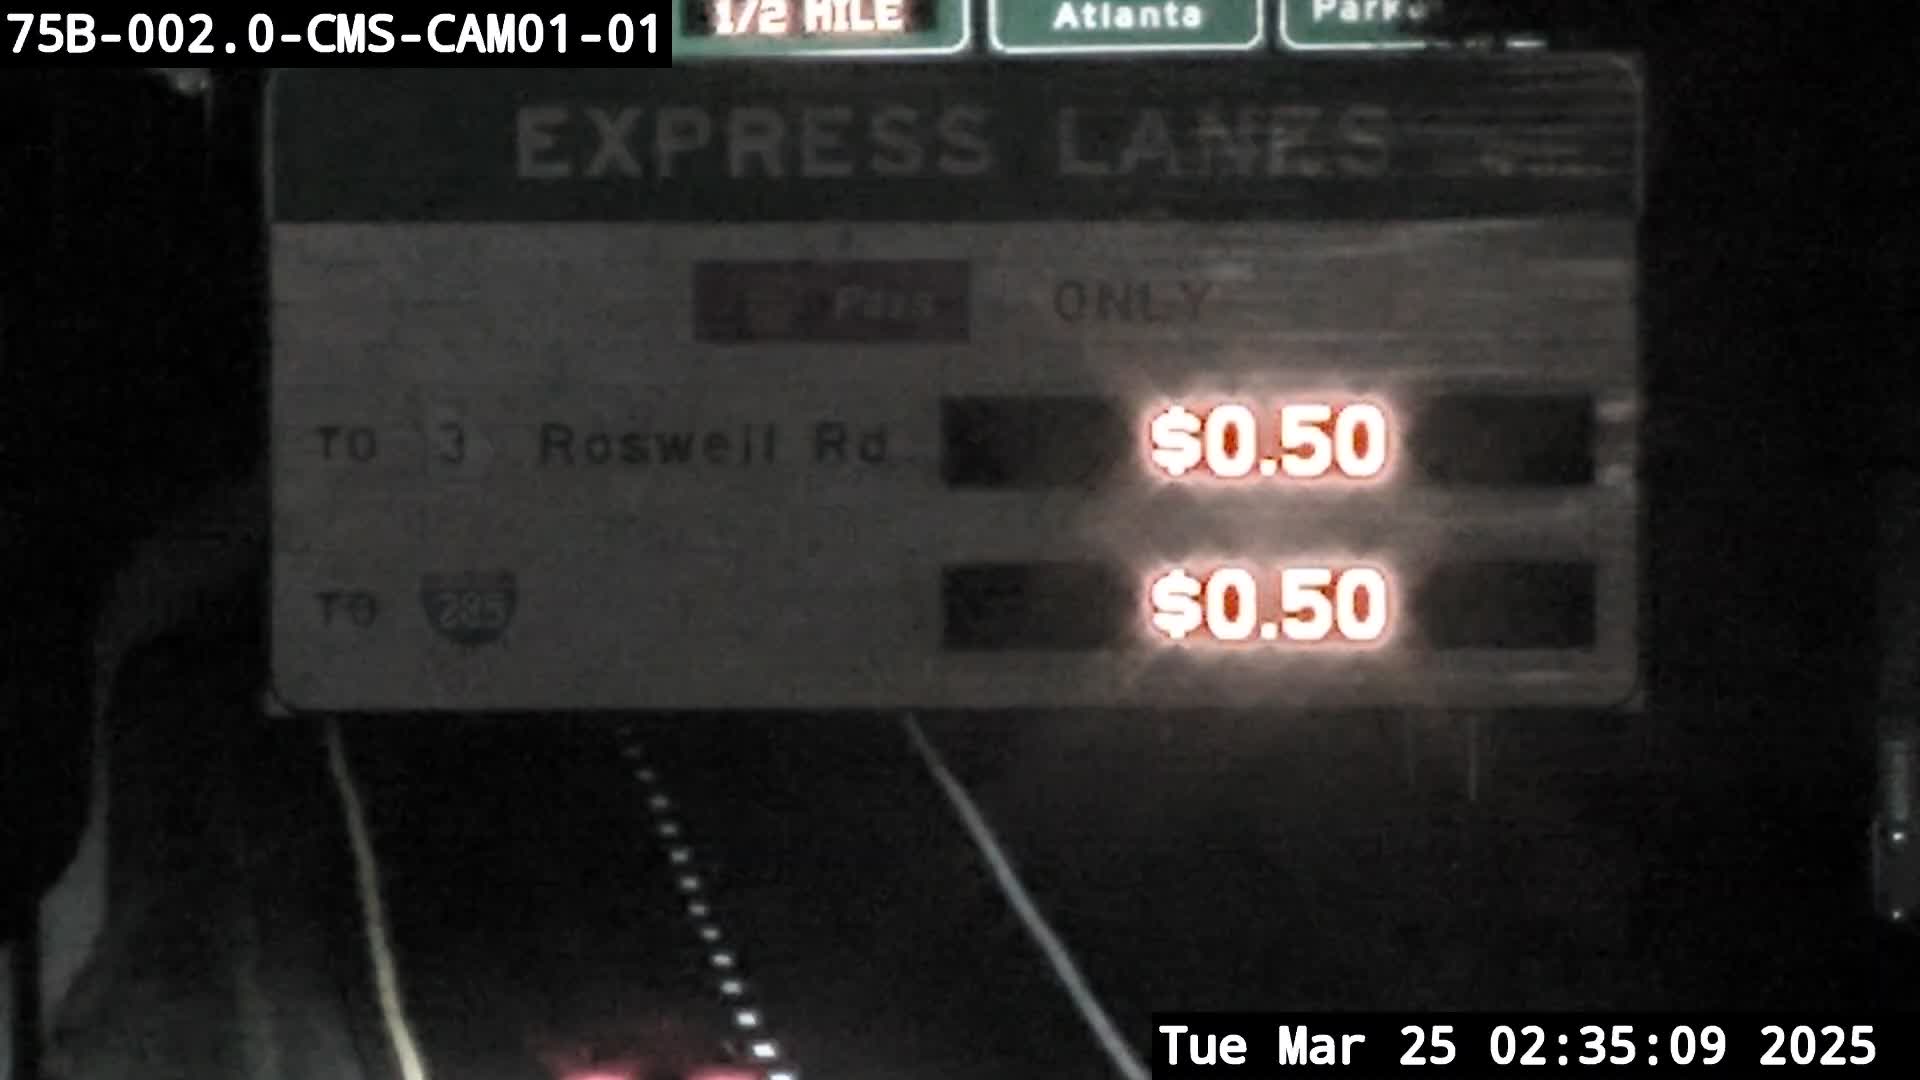 75B-002.0-CMS-CAM01-01
1/2 MILE
Atlanta
EXPRESS LANES
Pass ONLY
TO 3 Roswell Rd $0.50
TO 285 $0.50
Tue Mar 25 02:35:09 2025